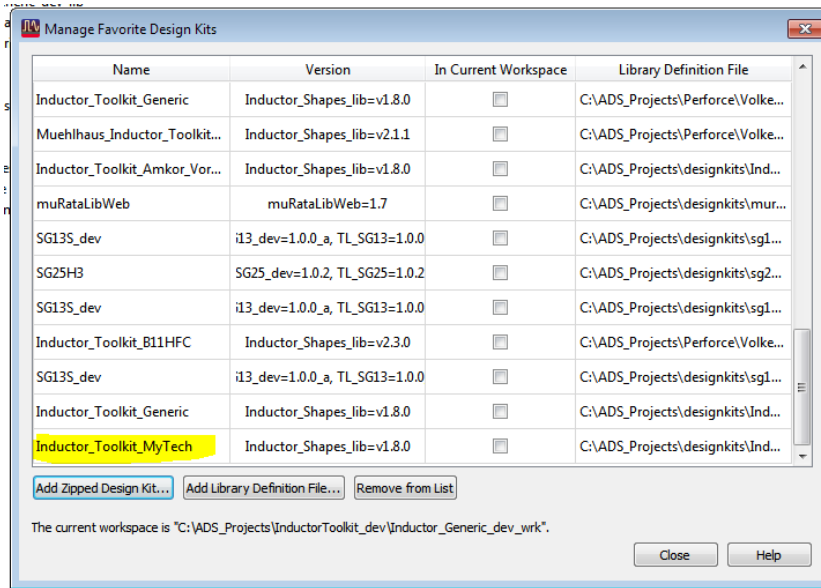 Manage Favorite Design Kits
Name Version In Current Workspace Library Definition File
Inductor_Toolkit_Generic Inductor_Shapes_lib=v1.8.0 C:\ADS_Projects\Perforce\Volke...
Muehlhaus_Inductor_Toolkit... Inductor_Shapes_lib=v2.1.1 C:\ADS_Projects\Perforce\Volke...
Inductor_Toolkit_Amkor_Vor... Inductor_Shapes_lib=v1.8.0 C:\ADS_Projects\designkits\Ind...
muRataLibWeb muRataLibWeb=1.7 C:\ADS_Projects\designkits\mur...
SG13S_dev i13_dev=1.0.0_a, TL_SG13=1.0.0 C:\ADS_Projects\designkits\sg1...
SG25H3 SG25_dev=1.0.2, TL_SG25=1.0.2 C:\ADS_Projects\designkits\sg2...
SG13S_dev i13_dev=1.0.0_a, TL_SG13=1.0.0 C:\ADS_Projects\designkits\sg1...
Inductor_Toolkit_B11HFC Inductor_Shapes_lib=v2.3.0 C:\ADS_Projects\Perforce\Volke...
SG13S_dev i13_dev=1.0.0_a, TL_SG13=1.0.0 C:\ADS_Projects\designkits\sg1...
Inductor_Toolkit_Generic Inductor_Shapes_lib=v1.8.0 C:\ADS_Projects\designkits\Ind...
Inductor_Toolkit_MyTech Inductor_Shapes_lib=v1.8.0 C:\ADS_Projects\designkits\Ind...
Add Zipped Design Kit... Add Library Definition File... Remove from List
The current workspace is "C:\ADS_Projects\InductorToolkit_dev\Inductor_Generic_dev_wrk".
Close Help